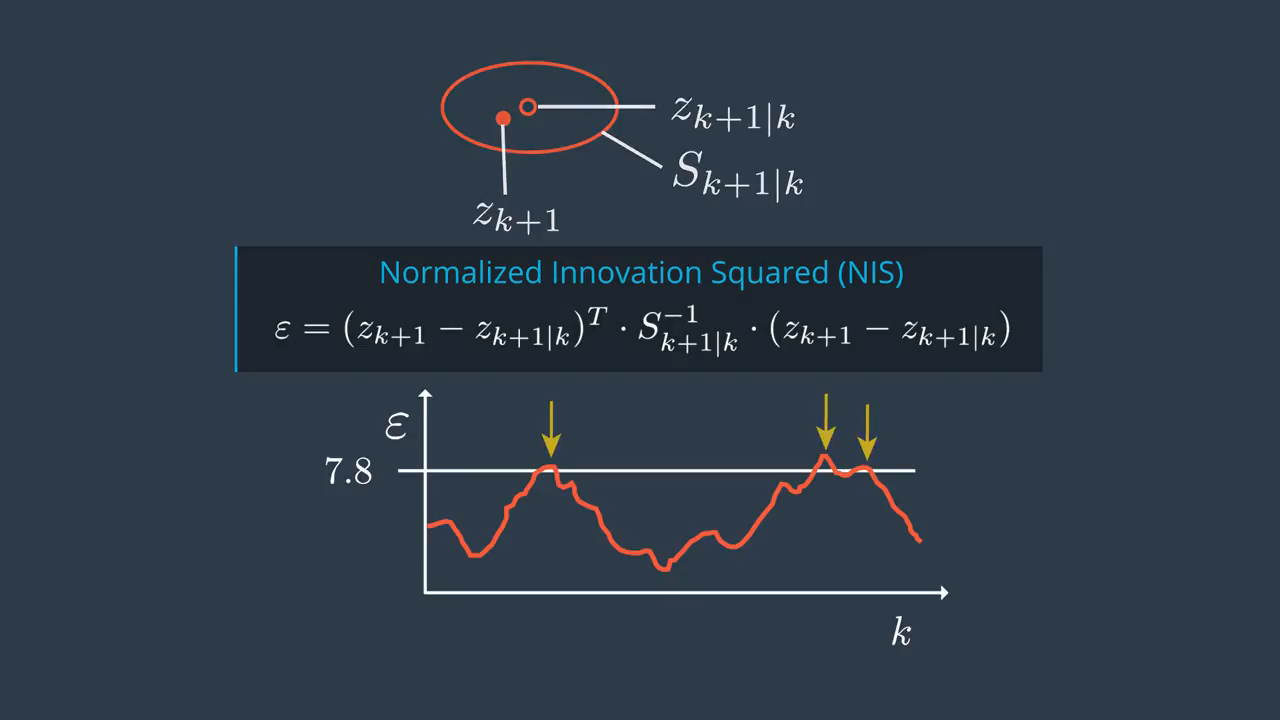 z_{k+1|k}
S_{k+1|k}
z_{k+1}
Normalized Innovation Squared (NIS)
ε = (z_{k+1} − z_{k+1|k})^T · S^{−1}_{k+1|k} · (z_{k+1} − z_{k+1|k})
ε
7.8
k